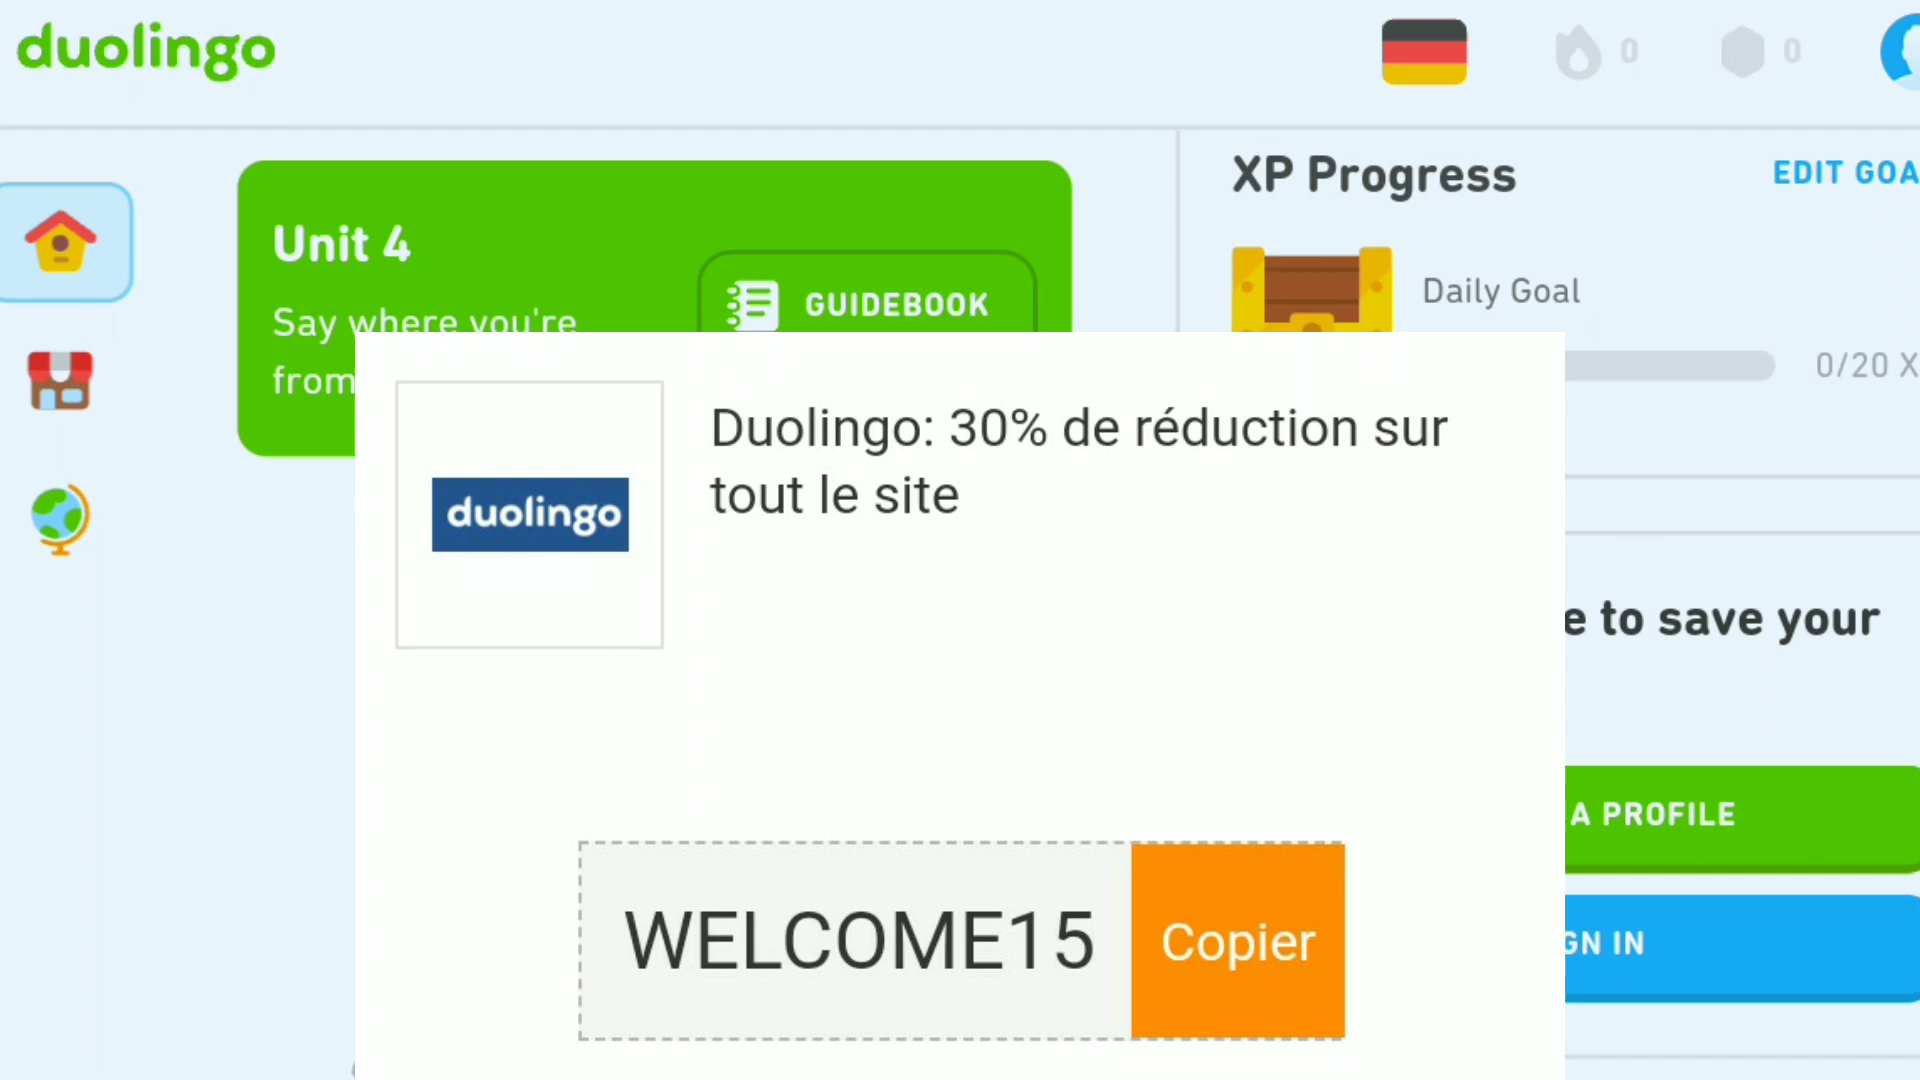 duolingo
0
0
Unit 4
Say where you're
from
GUIDEBOOK
XP Progress
EDIT GOA
Daily Goal
0/20 X
Duolingo: 30% de réduction sur
tout le site
duolingo
e to save your
A PROFILE
GN IN
WELCOME15
Copier